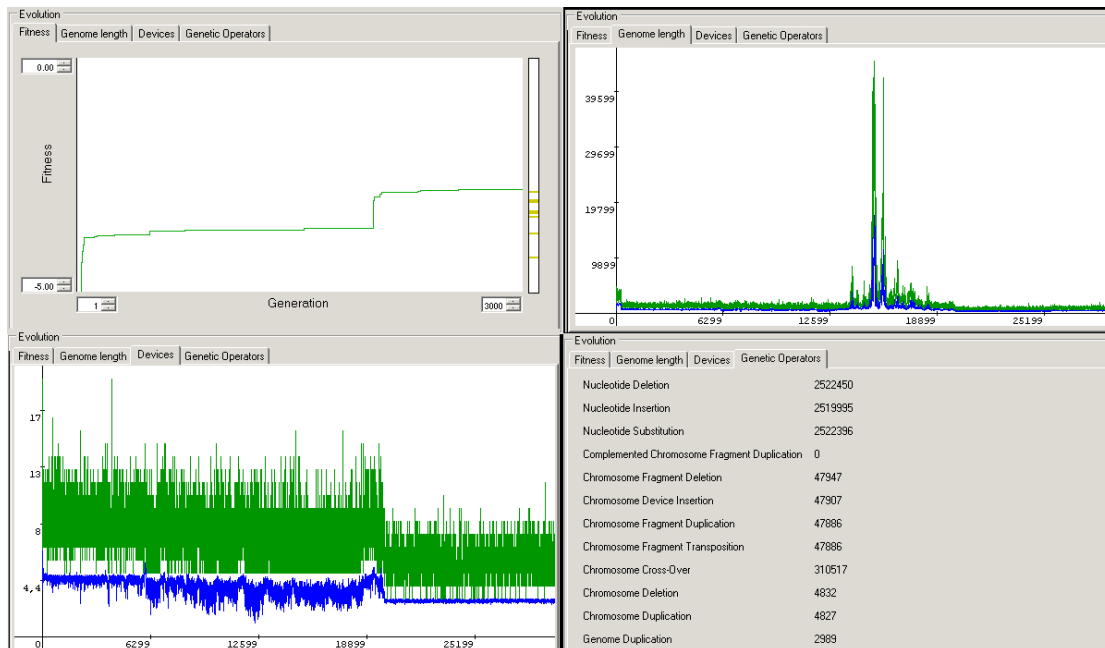 Evolution
Fitness Genome length Devices Genetic Operators
0.00
Fitness
-5.00
1 Generation 3000
Evolution
Fitness Genome length Devices Genetic Operators
39599
29699
19799
9899
0 6299 12599 18899 25199
Evolution
Fitness Genome length Devices Genetic Operators
17
13
8
4,4
0 6299 12599 18899 25199
Evolution
Fitness Genome length Devices Genetic Operators
Nucleotide Deletion 2522450
Nucleotide Insertion 2519995
Nucleotide Substitution 2522396
Complemented Chromosome Fragment Duplication 0
Chromosome Fragment Deletion 47947
Chromosome Device Insertion 47907
Chromosome Fragment Duplication 47886
Chromosome Fragment Transposition 47886
Chromosome Cross-Over 310517
Chromosome Deletion 4832
Chromosome Duplication 4827
Genome Duplication 2989